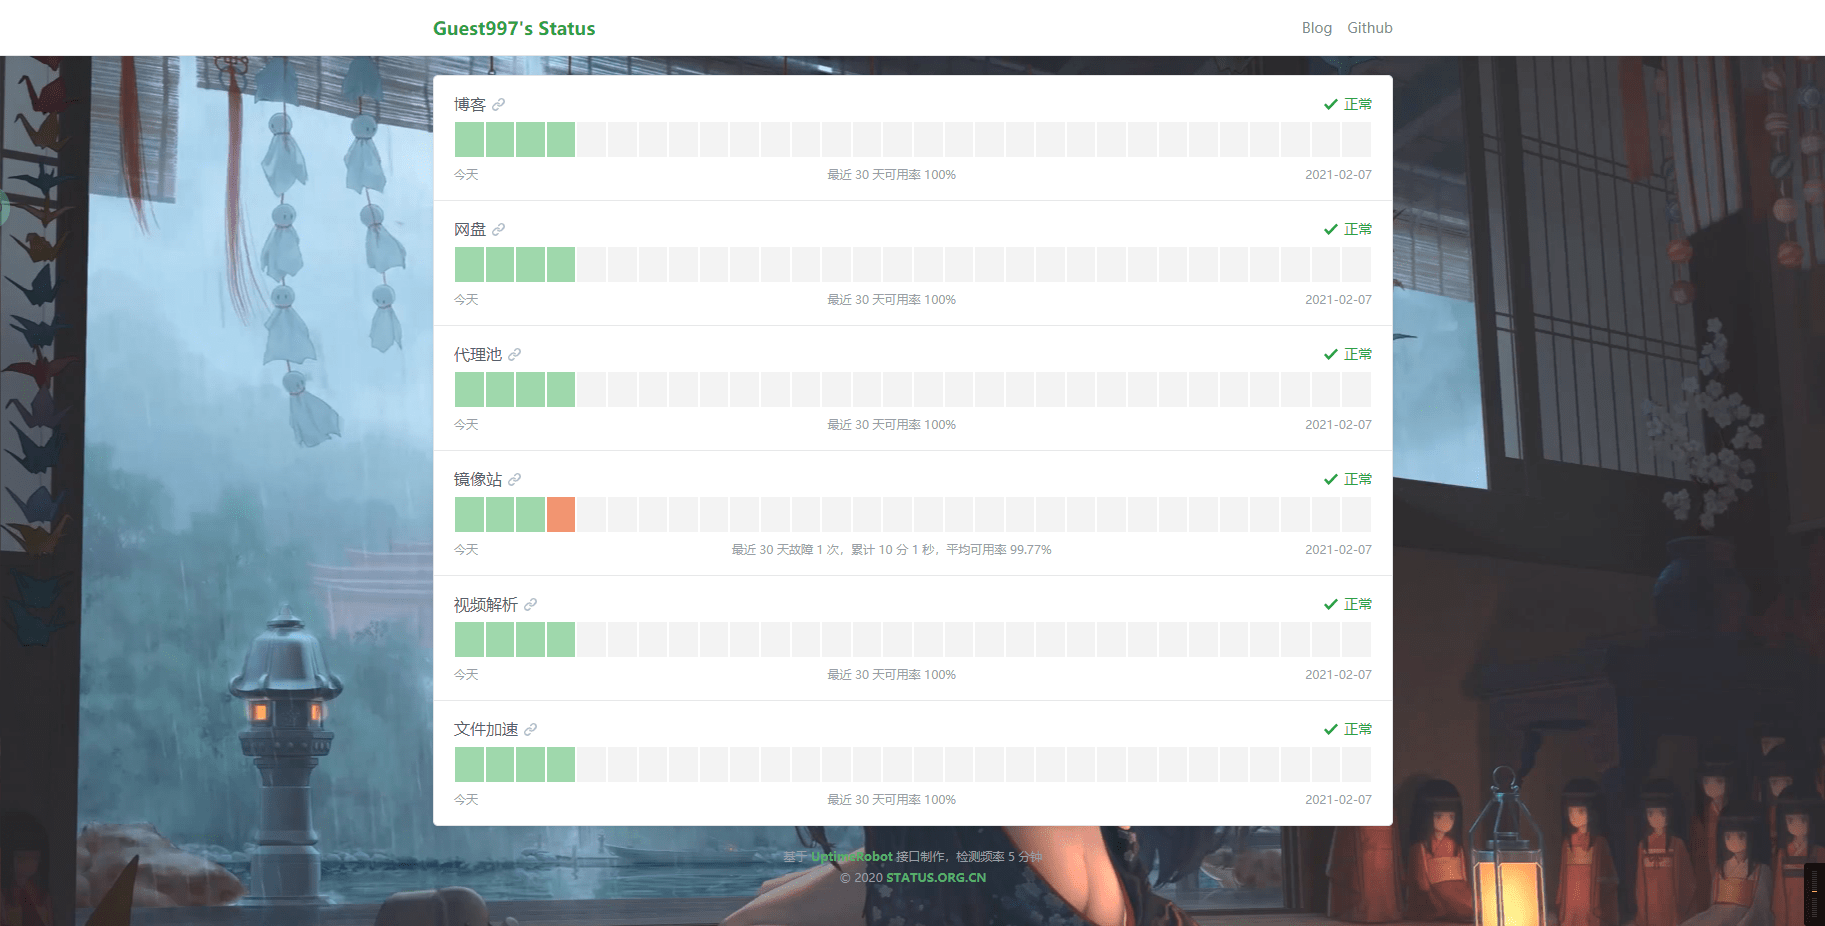 Guest997's Status
Blog
Github
博客
正常
今天
最近 30 天可用率 100%
2021-02-07
网盘
正常
今天
最近 30 天可用率 100%
2021-02-07
代理池
正常
今天
最近 30 天可用率 100%
2021-02-07
镜像站
正常
今天
最近 30 天故障 1 次，累计 10 分 1 秒，平均可用率 99.77%
2021-02-07
视频解析
正常
今天
最近 30 天可用率 100%
2021-02-07
文件加速
正常
今天
最近 30 天可用率 100%
2021-02-07
基于 UptimeRobot 接口制作，检测频率 5 分钟
© 2020 STATUS.ORG.CN